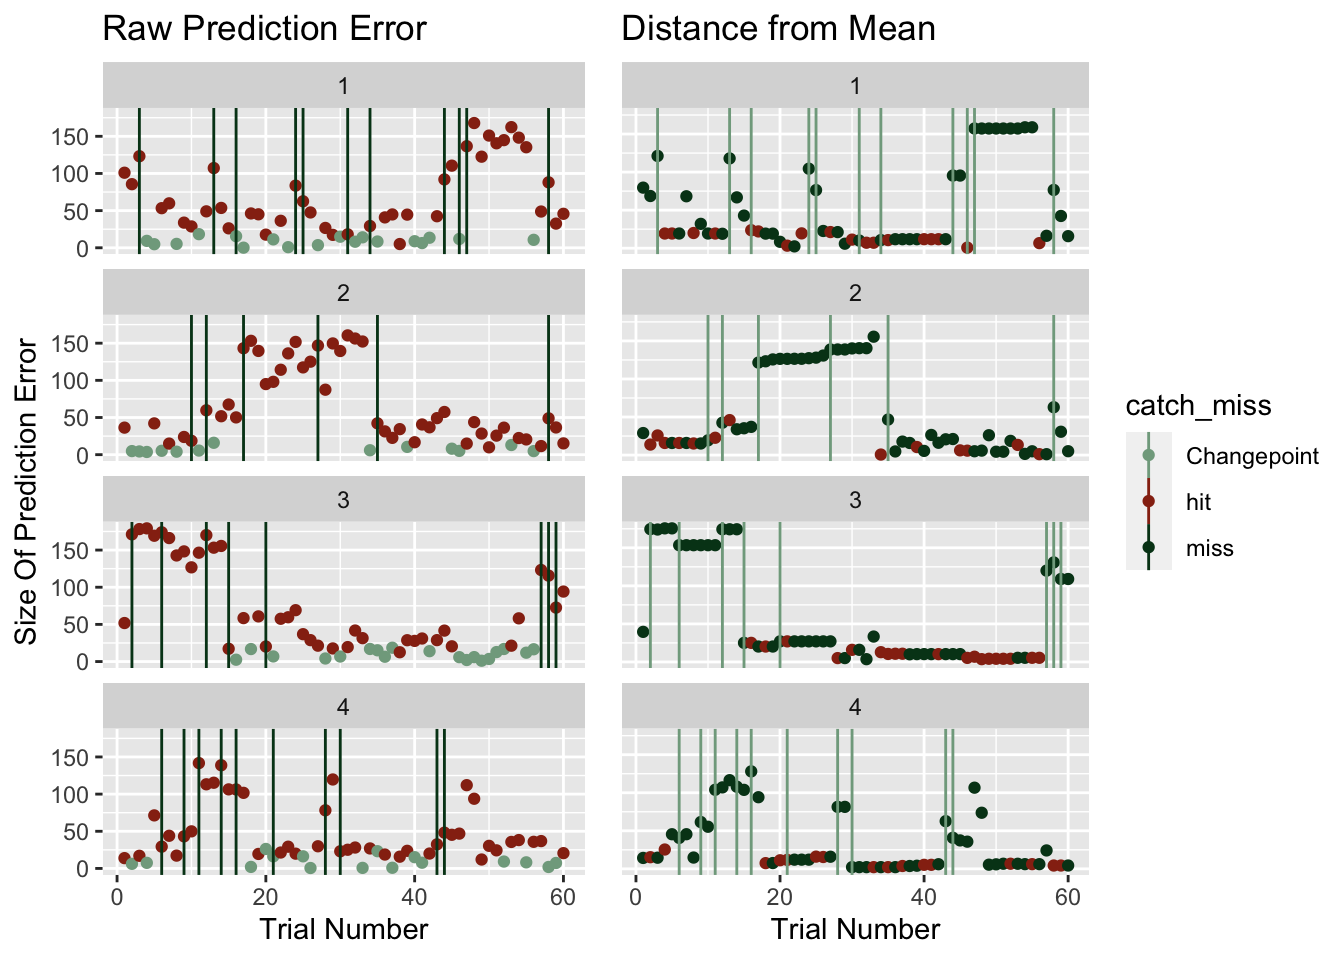 Raw Prediction Error
Distance from Mean
1
1
150
100
50
0
2
2
150
100
50
0
3
3
150
100
50
0
4
4
150
100
50
0
Size Of Prediction Error
0 20 40 60
0 20 40 60
Trial Number
Trial Number
catch_miss
Changepoint
hit
miss